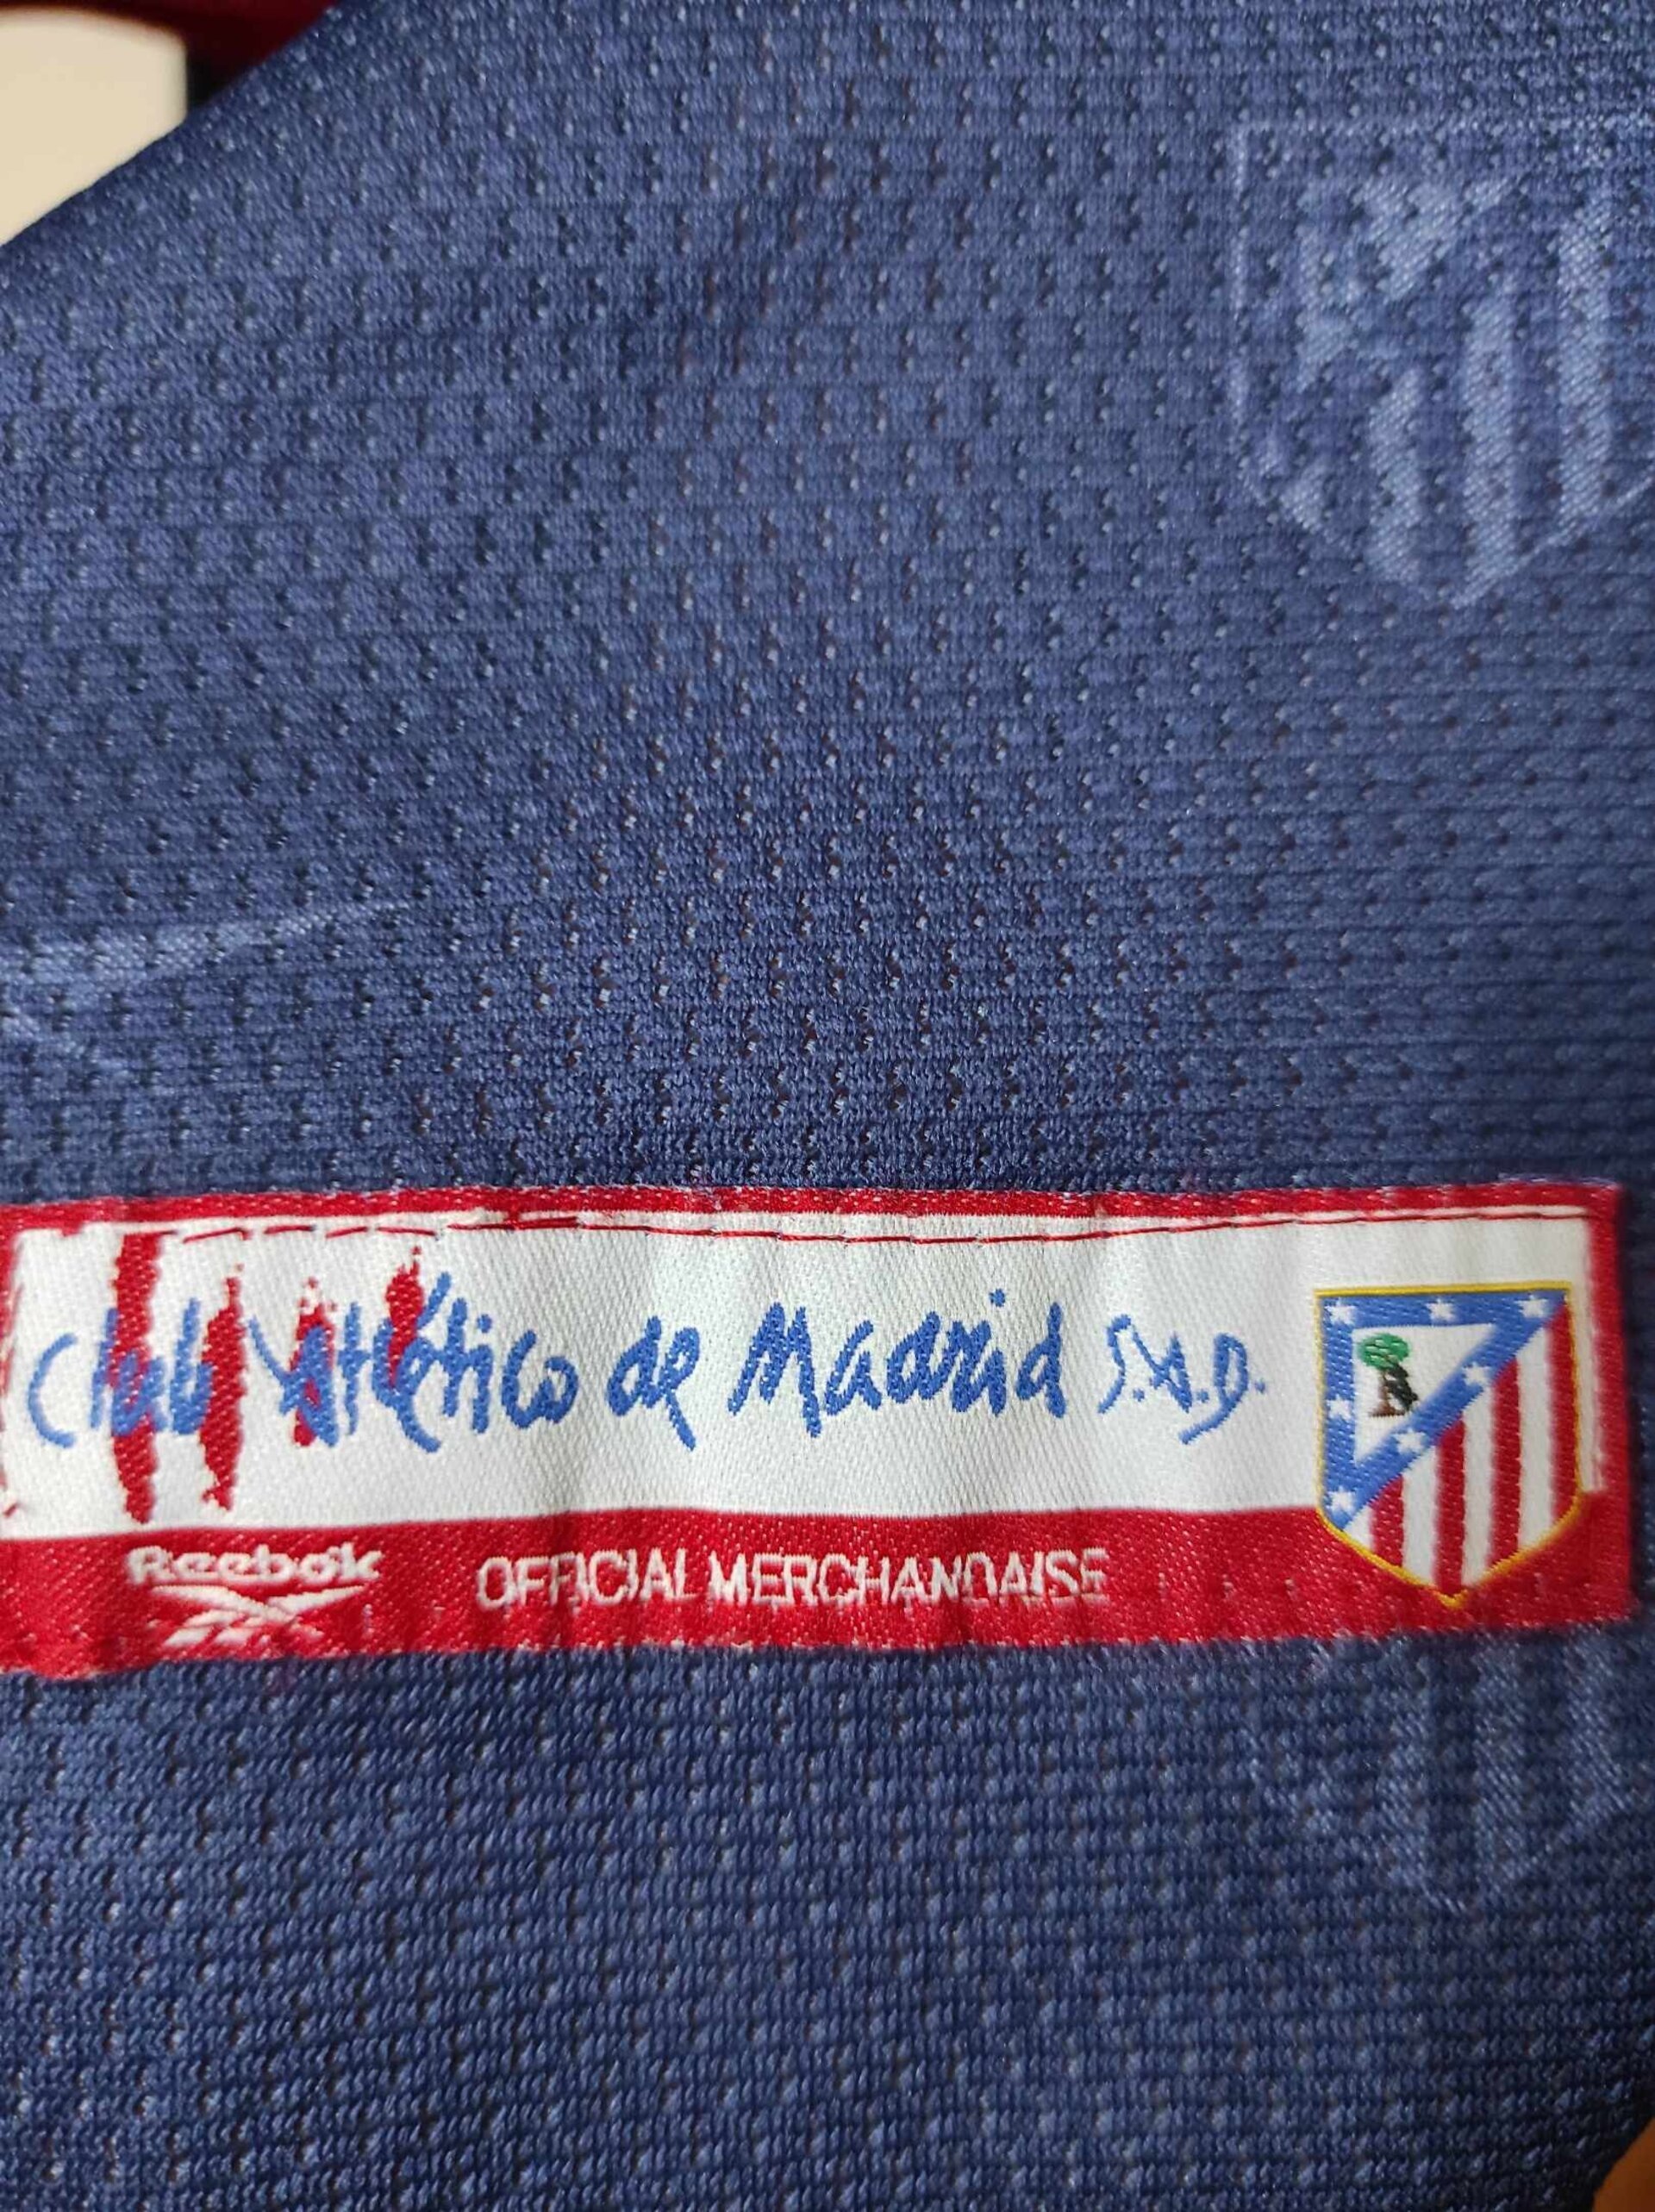 Club Atlético de Madrid S.A.D.
Reebok OFFICIAL MERCHANDAISE